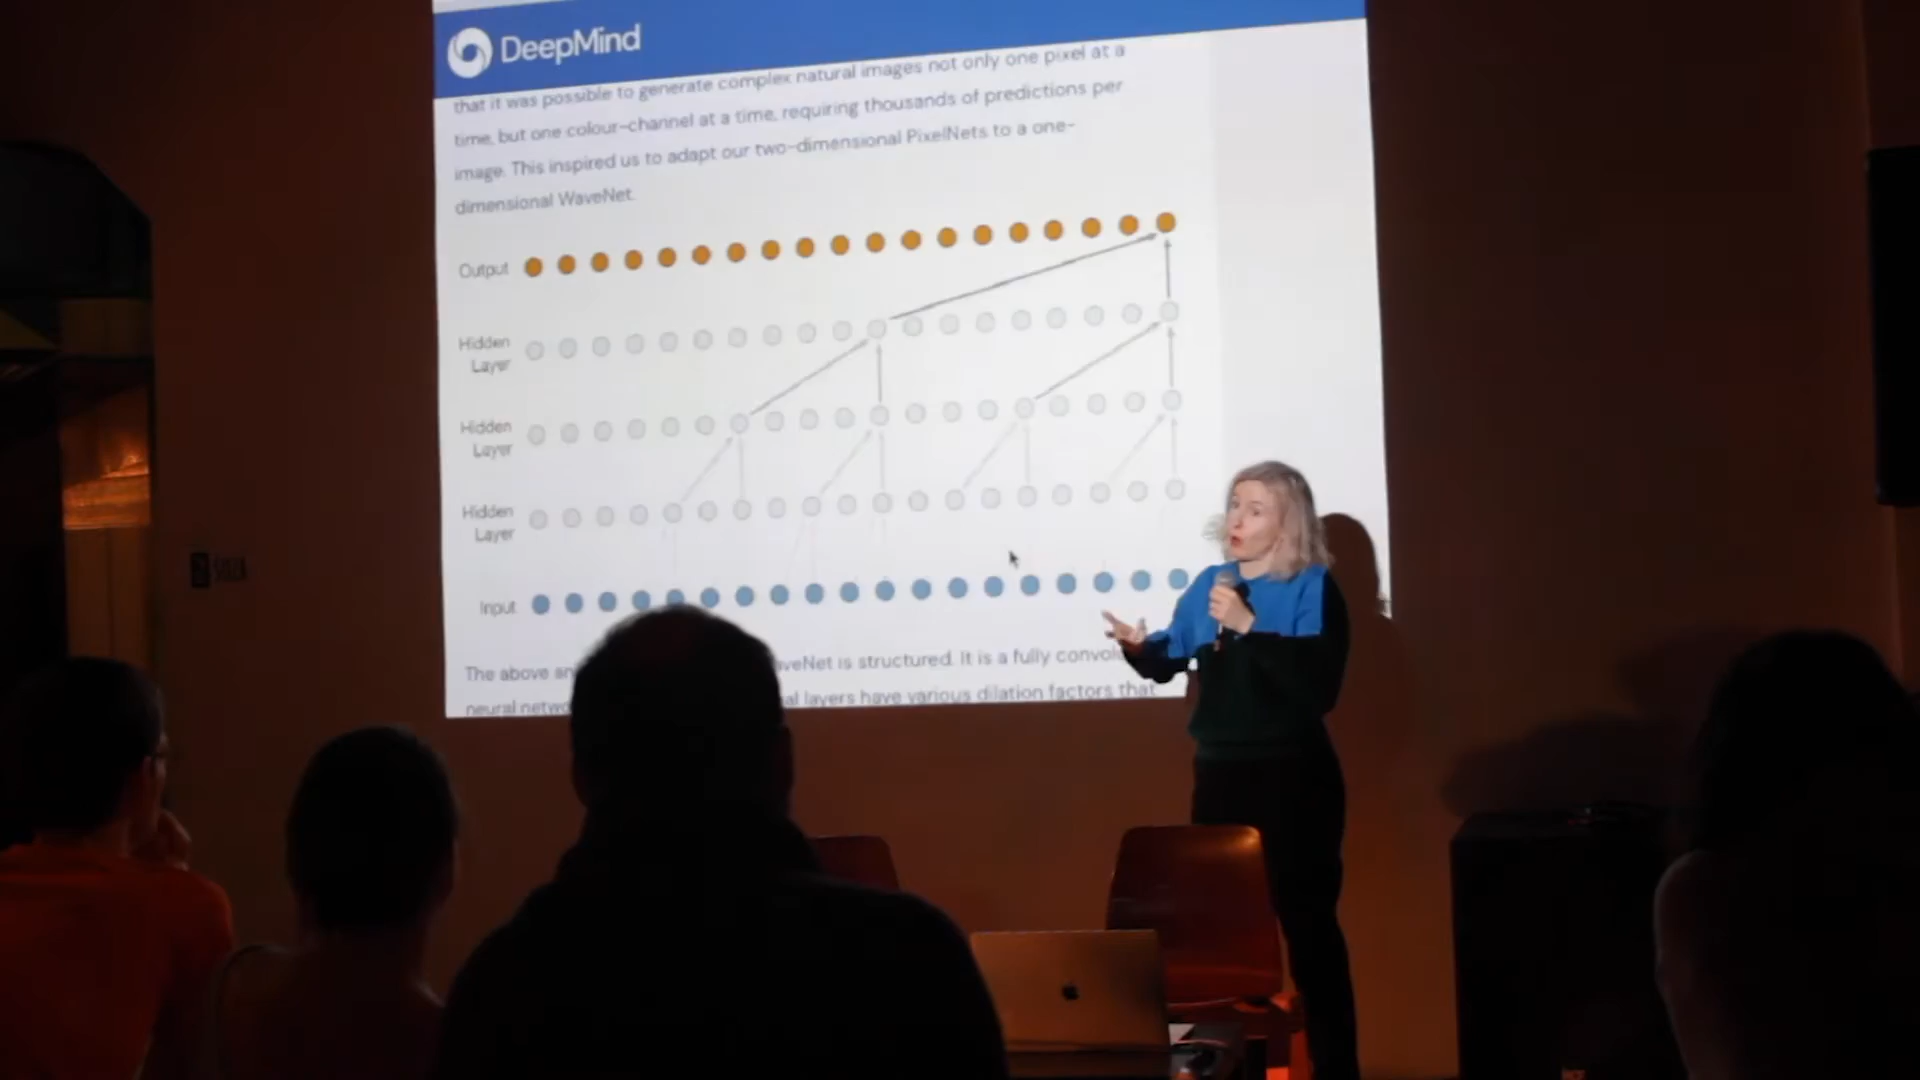 DeepMind
that it was possible to generate complex natural images not only one pixel at a
time, but one colour-channel at a time, requiring thousands of predictions per
image. This inspired us to adapt our two-dimensional PixelNets to a one-
dimensional WaveNet.
Output
Hidden
Layer
Hidden
Layer
Hidden
Layer
Input
The above WaveNet is structured. It is a fully
neural layers have various dilation factors that